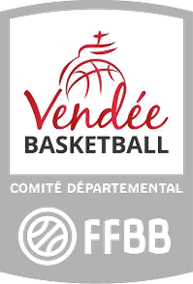 Vendée
BASKETBALL
COMITÉ DÉPARTEMENTAL
FFBB